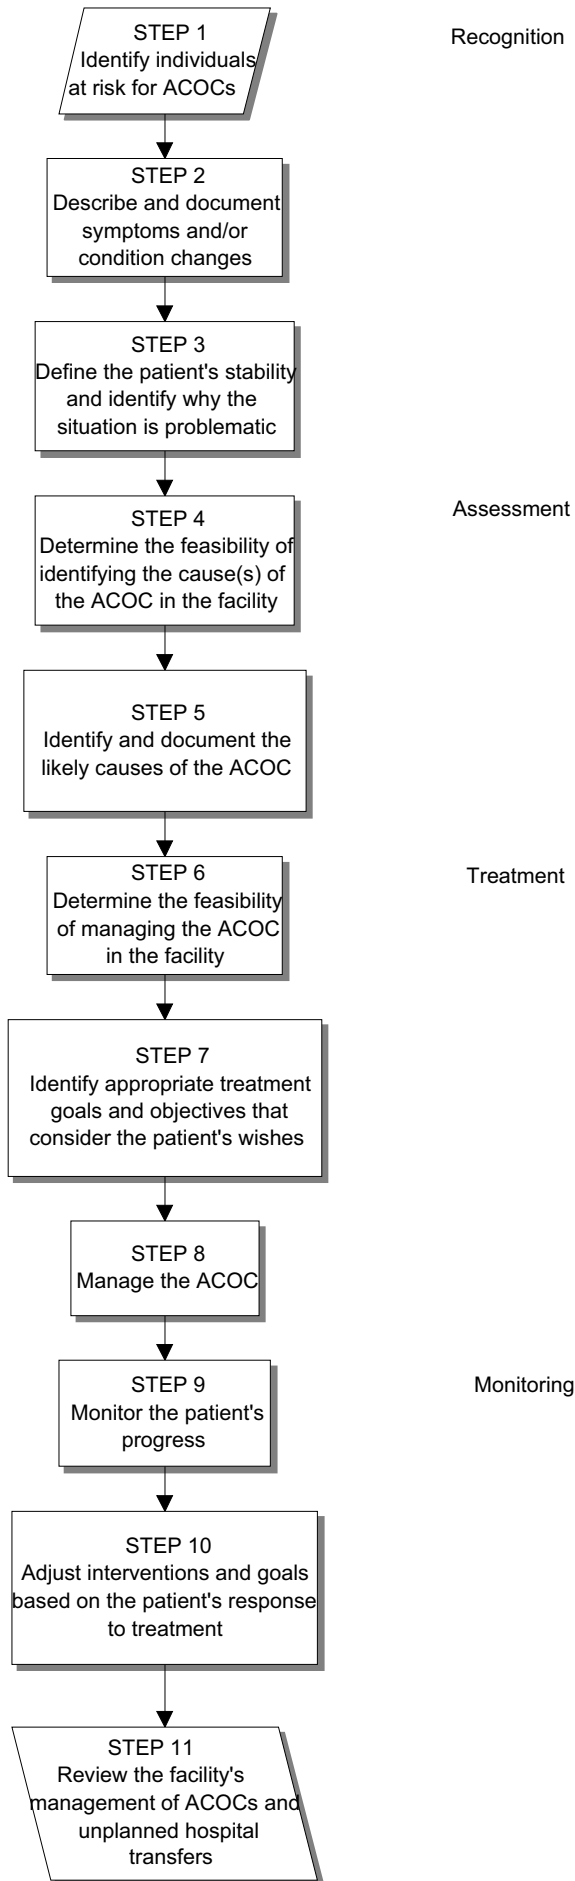 STEP 1
Identify individuals
at risk for ACOCs
Recognition
STEP 2
Describe and document
symptoms and/or
condition changes
STEP 3
Define the patient's stability
and identify why the
situation is problematic
STEP 4
Determine the feasibility of
identifying the cause(s) of
the ACOC in the facility
Assessment
STEP 5
Identify and document the
likely causes of the ACOC
STEP 6
Determine the feasibility
of managing the ACOC
in the facility
Treatment
STEP 7
Identify appropriate treatment
goals and objectives that
consider the patient's wishes
STEP 8
Manage the ACOC
STEP 9
Monitor the patient's
progress
Monitoring
STEP 10
Adjust interventions and goals
based on the patient's response
to treatment
STEP 11
Review the facility's
management of ACOCs and
unplanned hospital
transfers